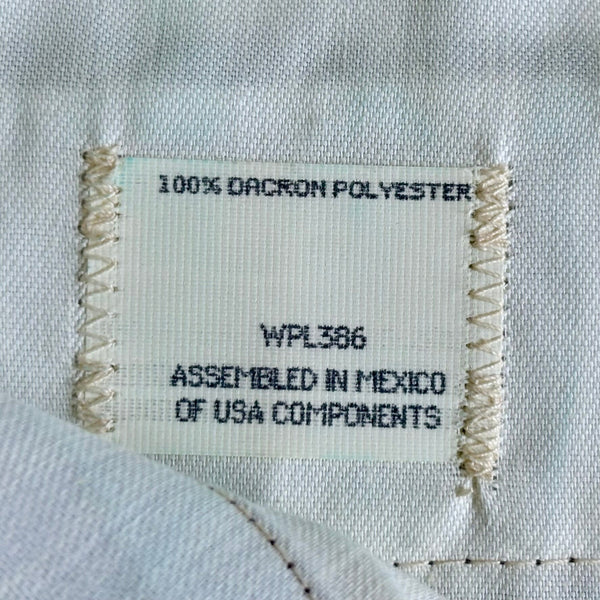 100% DACRON POLYESTER
WPL386
ASSEMBLED IN MEXICO
OF USA COMPONENTS